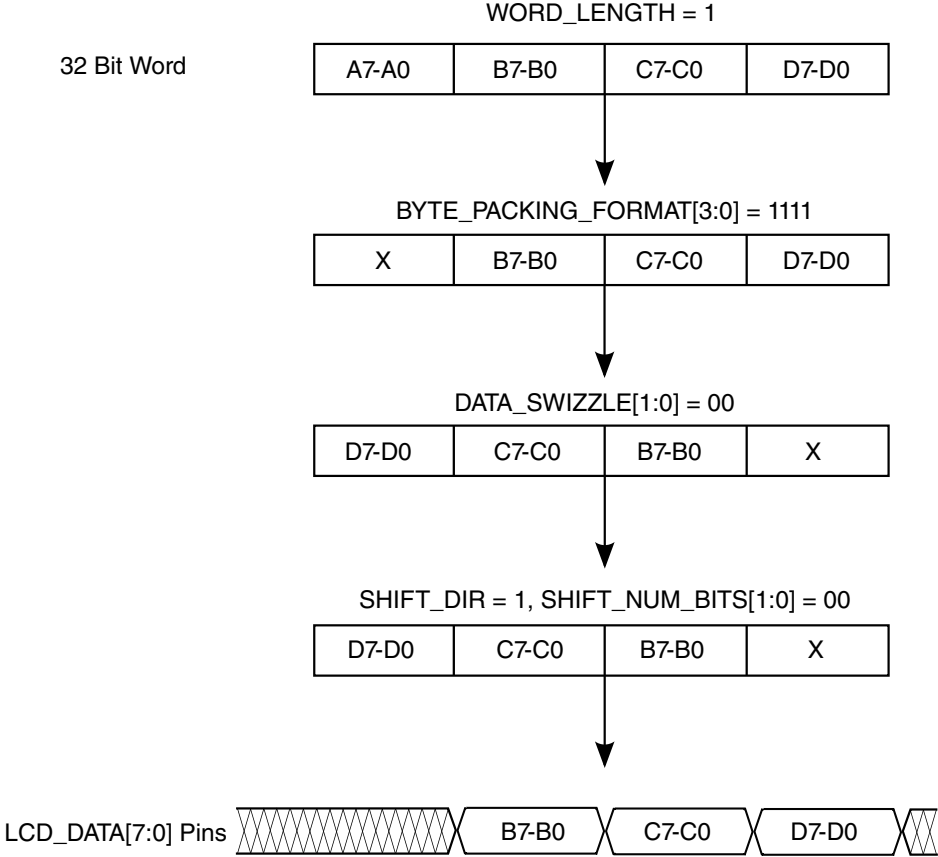 WORD_LENGTH = 1
32 Bit Word A7-A0 B7-B0 C7-C0 D7-D0
BYTE_PACKING_FORMAT[3:0] = 1111
X B7-B0 C7-C0 D7-D0
DATA_SWIZZLE[1:0] = 00
D7-D0 C7-C0 B7-B0 X
SHIFT_DIR = 1, SHIFT_NUM_BITS[1:0] = 00
D7-D0 C7-C0 B7-B0 X
LCD_DATA[7:0] Pins B7-B0 C7-C0 D7-D0